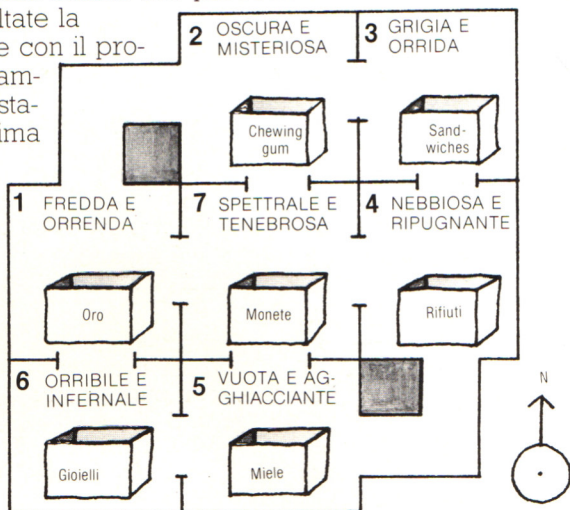 ltate la
e con il pro-
am-
sta-
ima
2 OSCURA E
MISTERIOSA
3 GRIGIA E
ORRIDA
Chewing
gum
Sand-
wiches
1 FREDDA E
ORRENDA
7 SPETTRALE E
TENEBROSA
4 NEBBIOSA E
RIPUGNANTE
Oro
Monete
Rifiuti
6 ORRIBILE E
INFERNALE
5 VUOTA E AG-
GHIACCIANTE
N
Gioielli
Miele